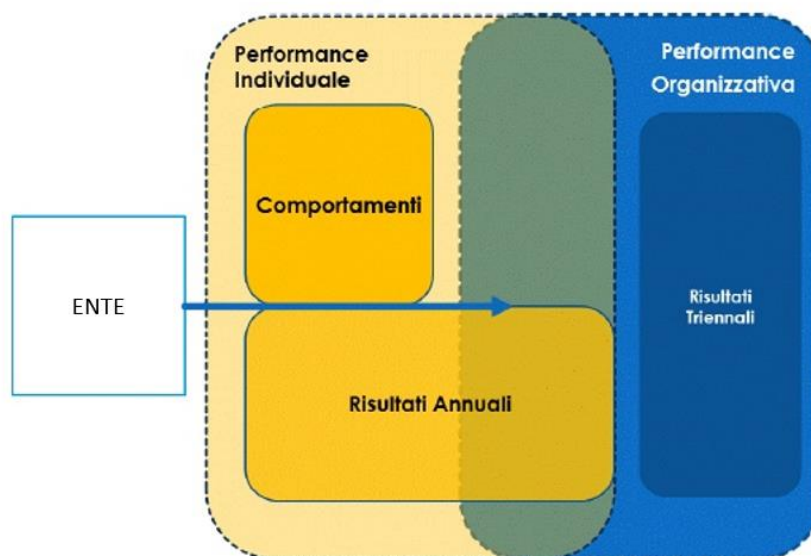 Performance
Individuale
Performance
Organizzativa
Comportamenti
ENTE
Risultati
Triennali
Risultati Annuali